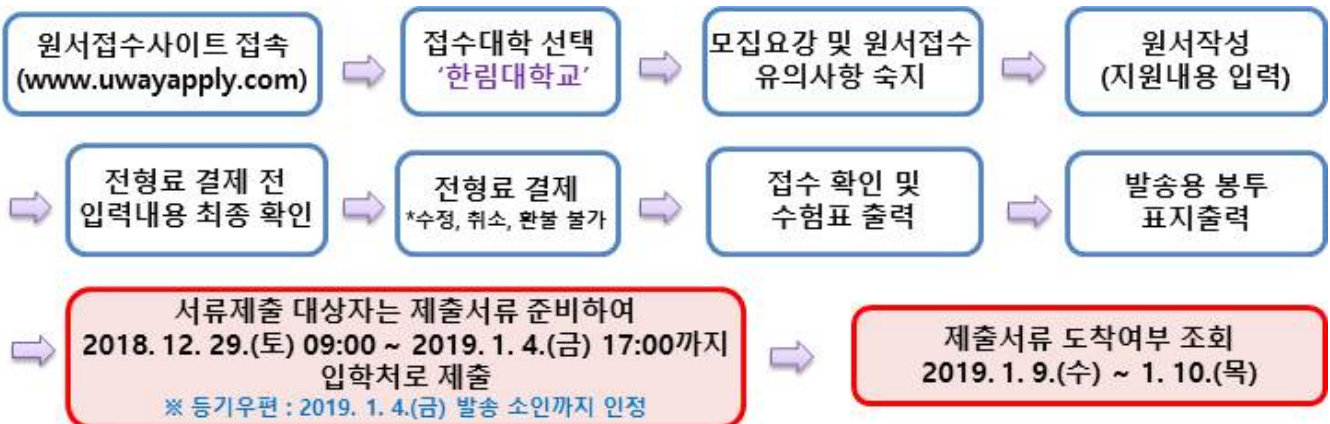 원서접수사이트 접속
(www.uwayapply.com)
접수대학 선택
'한림대학교'
모집요강 및 원서접수
유의사항 숙지
원서작성
(지원내용 입력)
전형료 결제 전
입력내용 최종 확인
전형료 결제
*수정, 취소, 환불 불가
접수 확인 및
수험표 출력
발송용 봉투
표지출력
서류제출 대상자는 제출서류 준비하여
2018. 12. 29.(토) 09:00 ~ 2019. 1. 4.(금) 17:00까지
입학처로 제출
※ 등기우편 : 2019. 1. 4.(금) 발송 소인까지 인정
제출서류 도착여부 조회
2019. 1. 9.(수) ~ 1. 10.(목)